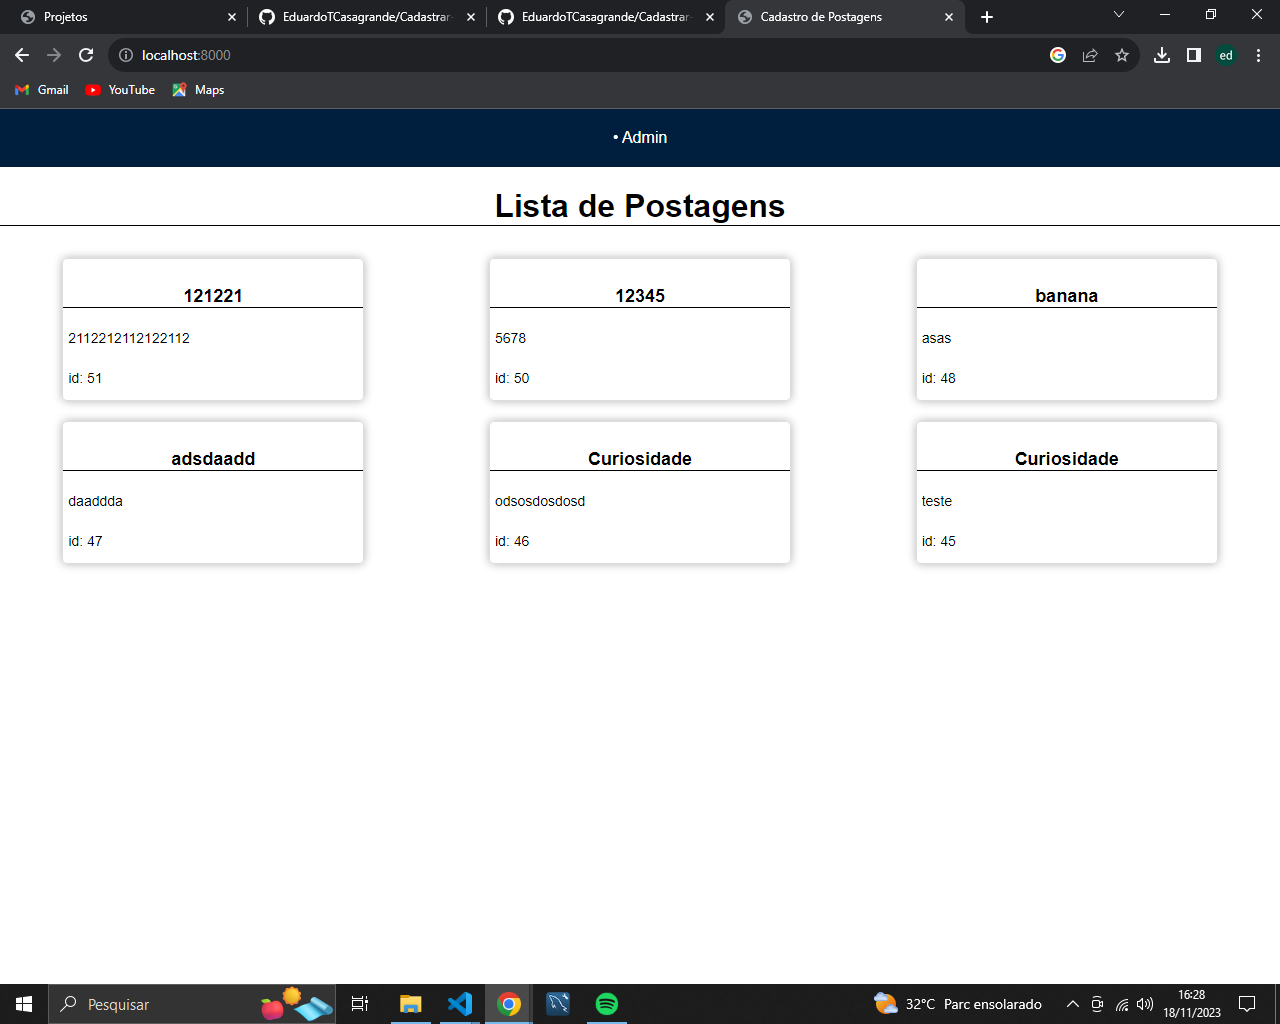 Projetos
EduardoTCasagrande/Cadastrar-
EduardoTCasagrande/Cadastrar-
Cadastro de Postagens
localhost:8000
ed
Gmail
YouTube
Maps
• Admin
Lista de Postagens
121221
2112212112122112
id: 51
12345
5678
id: 50
banana
asas
id: 48
adsdaadd
daaddda
id: 47
Curiosidade
odsosdosdosd
id: 46
Curiosidade
teste
id: 45
Pesquisar
32°C Parc ensolarado
16:28
18/11/2023